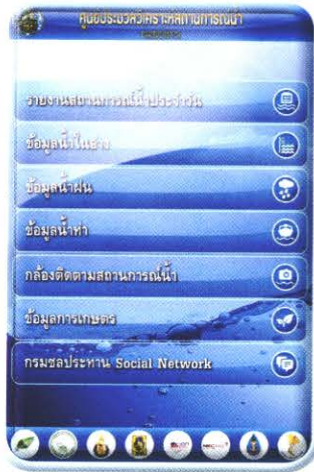 ศูนย์ประมวลวิเคราะห์สถานการณ์น้ำ
รายงานสถานการณ์น้ำประจำวัน
ข้อมูลน้ำในอ่าง
ข้อมูลน้ำฝน
ข้อมูลน้ำท่า
กล้องติดตามสถานการณ์น้ำ
ข้อมูลการเกษตร
กรมชลประทาน Social Network